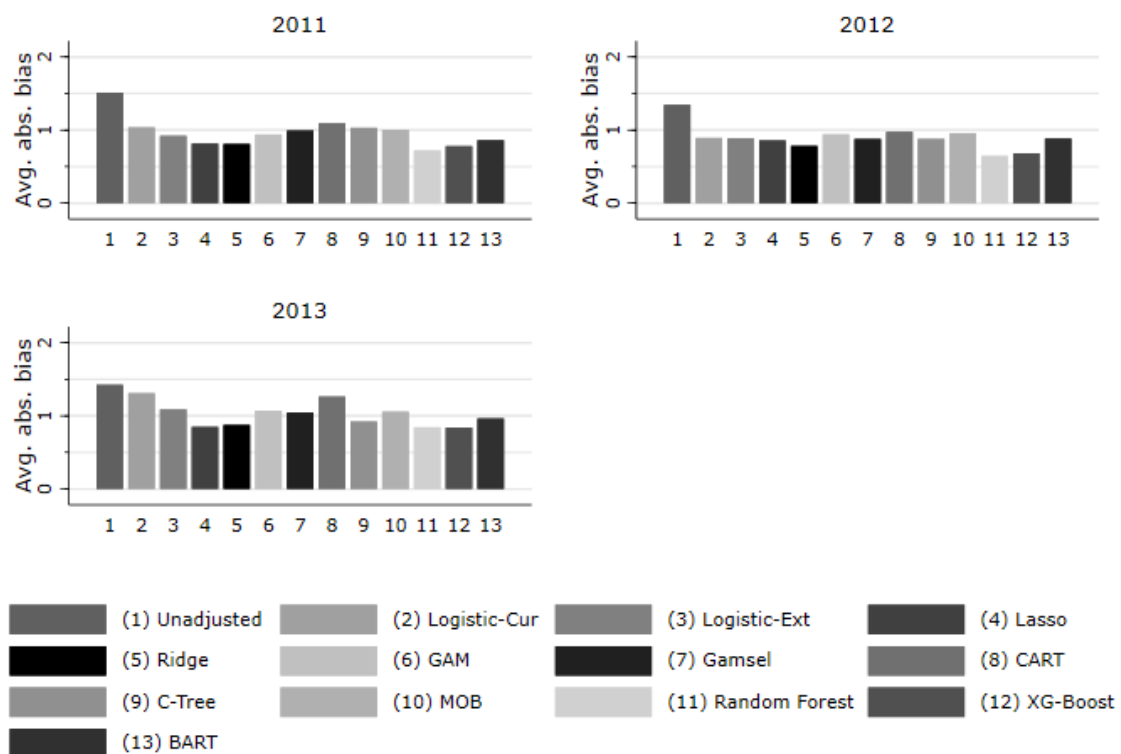 2011
Avg. abs. bias
2
1
0
1 2 3 4 5 6 7 8 9 10 11 12 13
2012
Avg. abs. bias
2
1
0
1 2 3 4 5 6 7 8 9 10 11 12 13
2013
Avg. abs. bias
2
1
0
1 2 3 4 5 6 7 8 9 10 11 12 13
(1) Unadjusted (2) Logistic-Cur (3) Logistic-Ext (4) Lasso
(5) Ridge (6) GAM (7) Gamsel (8) CART
(9) C-Tree (10) MOB (11) Random Forest (12) XG-Boost
(13) BART